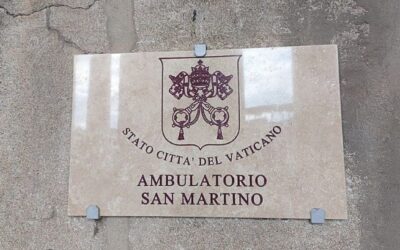 STATO CITTA' DEL VATICANO
AMBULATORIO
SAN MARTINO